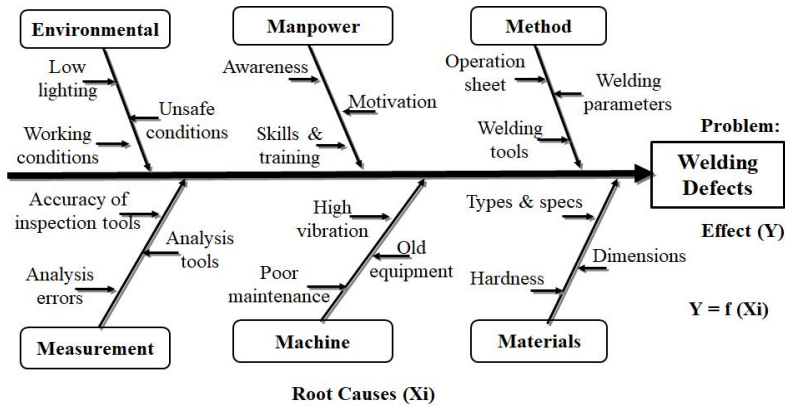 Environmental
Manpower
Method
Low
lighting
Unsafe
conditions
Working
conditions
Awareness
Motivation
Skills &
training
Operation
sheet
Welding
parameters
Welding
tools
Problem:
Welding
Defects
Effect (Y)
Y = f (Xi)
Accuracy of
inspection tools
Analysis
tools
Analysis
errors
High
vibration
Old
equipment
Poor
maintenance
Types & specs
Dimensions
Hardness
Measurement
Machine
Materials
Root Causes (Xi)